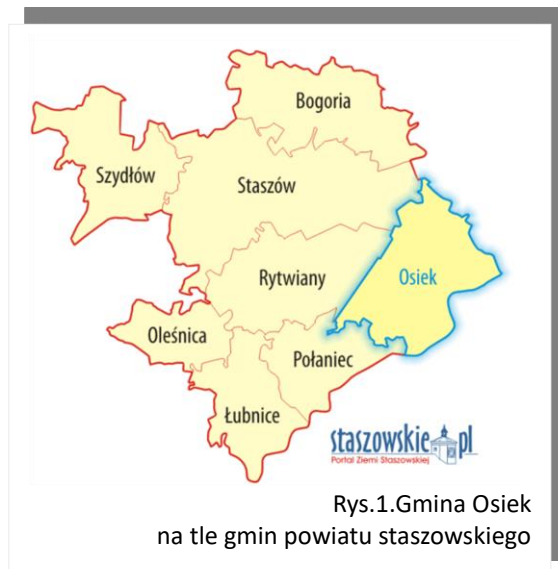 Bogoria
Szydłów
Staszów
Rytwiany
Osiek
Oleśnica
Połaniec
Łubnice
staszowskie.pl
Portal Ziemi Staszowskiej
Rys.1.Gmina Osiek
na tle gmin powiatu staszowskiego